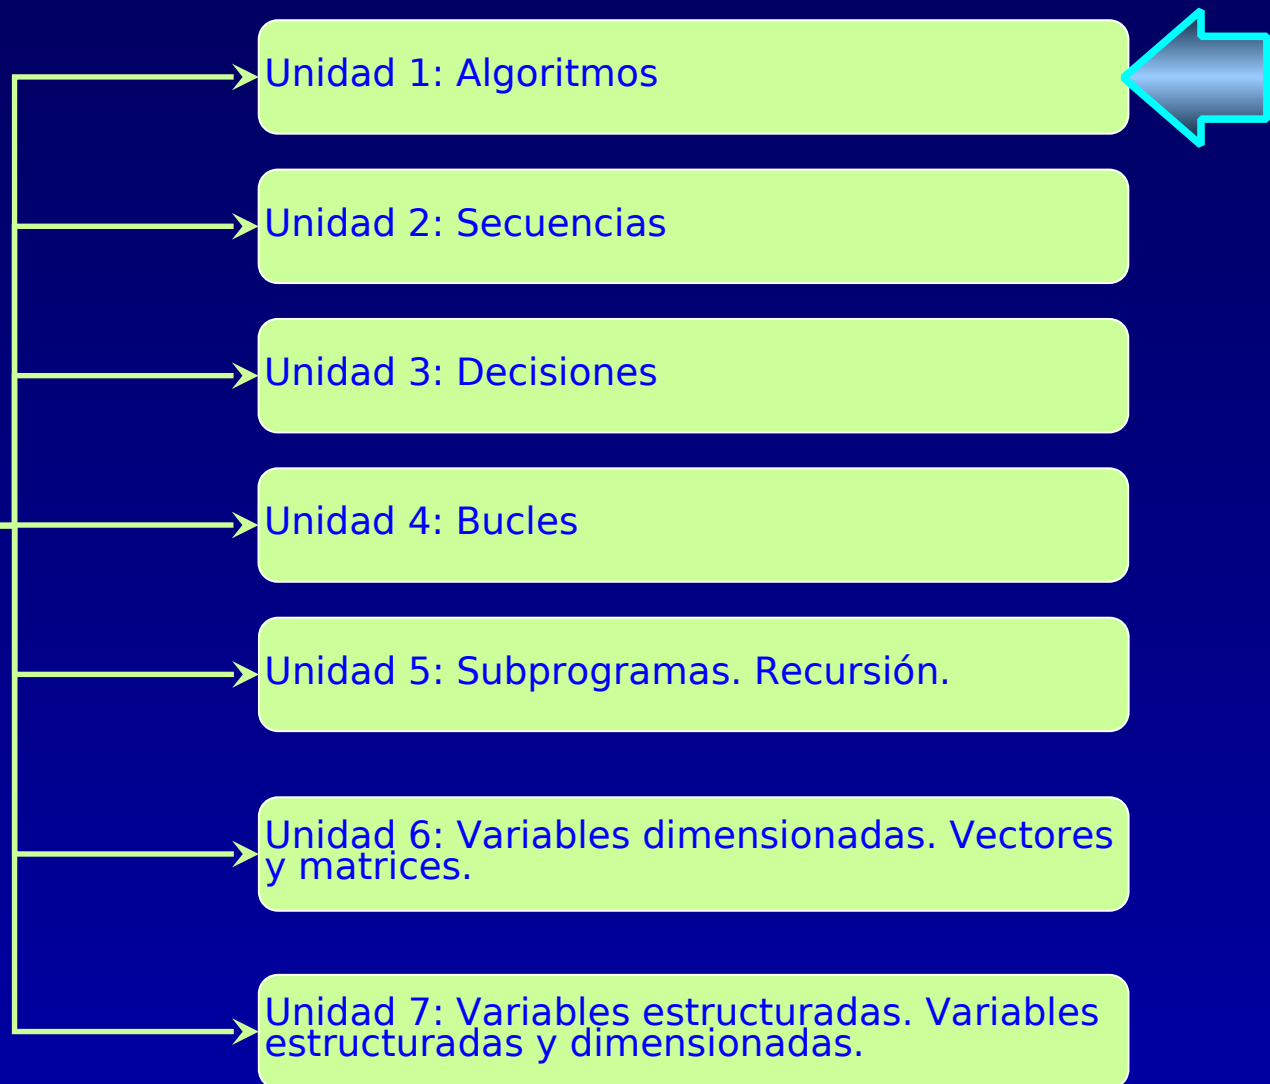 Unidad 1: Algoritmos
Unidad 2: Secuencias
Unidad 3: Decisiones
Unidad 4: Bucles
Unidad 5: Subprogramas. Recursión.
Unidad 6: Variables dimensionadas. Vectores
y matrices.
Unidad 7: Variables estructuradas. Variables
estructuradas y dimensionadas.